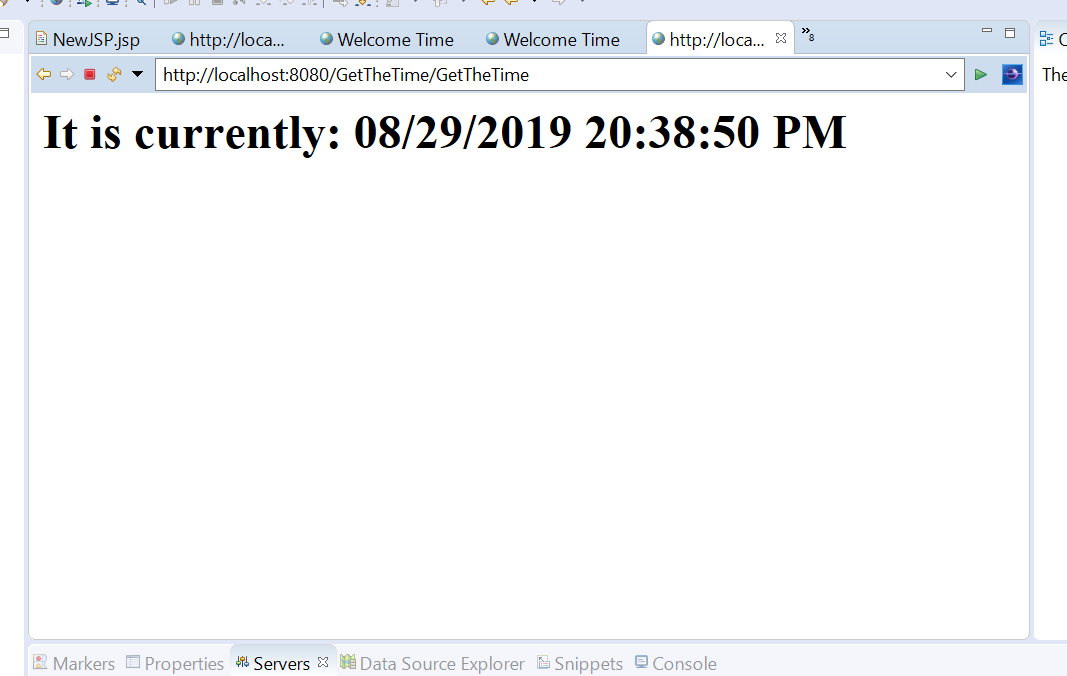 NewJSP.jsp http://loca... Welcome Time Welcome Time http://loca... »8
http://localhost:8080/GetTheTime/GetTheTime The
It is currently: 08/29/2019 20:38:50 PM
Markers Properties Servers Data Source Explorer Snippets Console